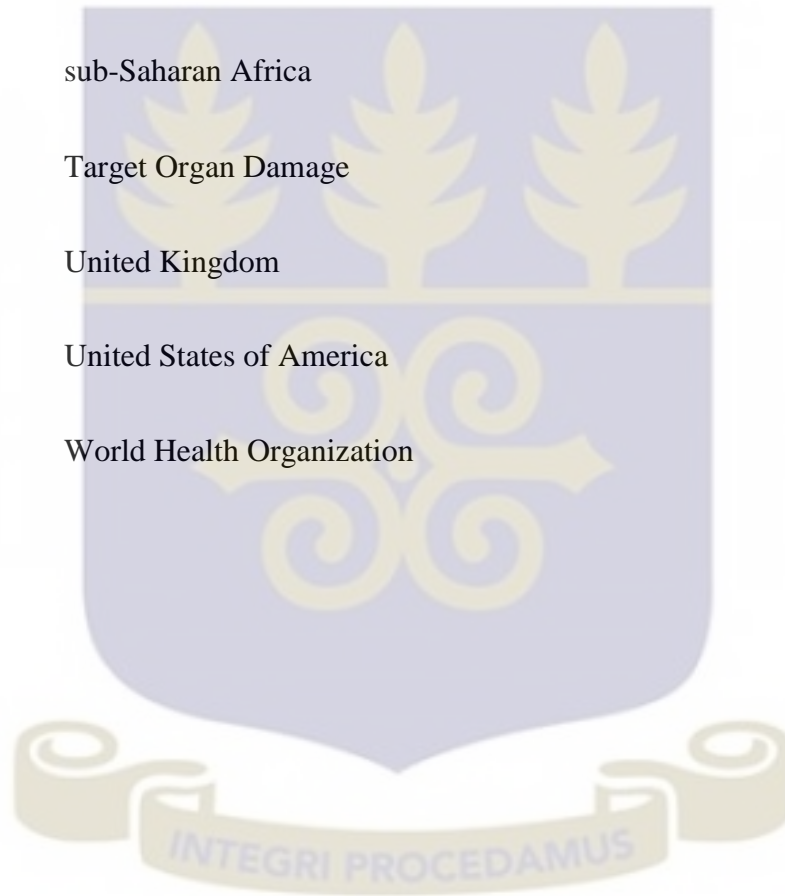 sub-Saharan Africa
Target Organ Damage
United Kingdom
United States of America
World Health Organization
INTEGRI PROCEDAMUS